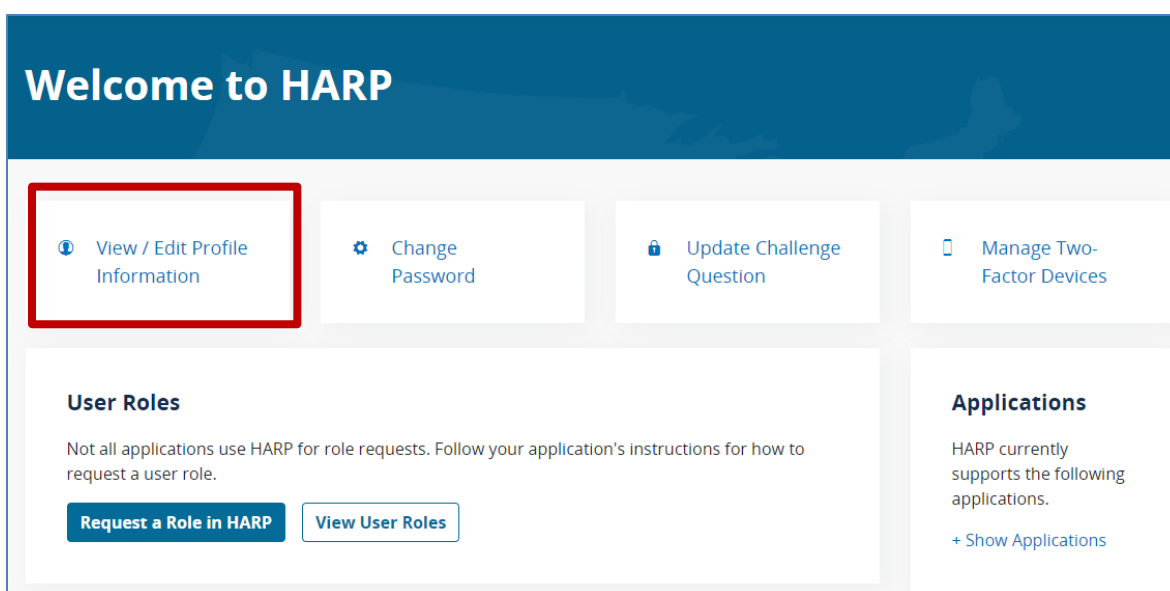 Welcome to HARP
View / Edit Profile
Information
Change
Password
Update Challenge
Question
Manage Two-
Factor Devices
User Roles
Not all applications use HARP for role requests. Follow your application's instructions for how to
request a user role.
Request a Role in HARP
View User Roles
Applications
HARP currently
supports the following
applications.
+ Show Applications